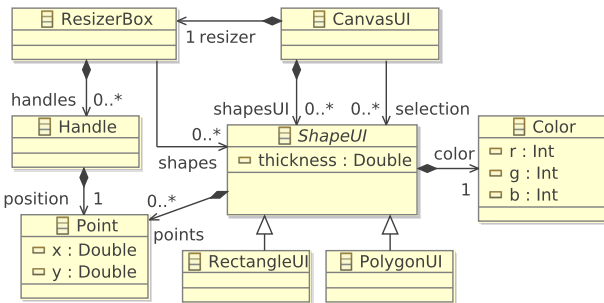 ResizerBox
CanvasUI
1 resizer
handles
0..*
shapesUI
0..*
0..*
selection
Handle
0..*
shapes
ShapeUI
thickness : Double
color
1
Color
r : Int
g : Int
b : Int
position
1
0..*
points
Point
x : Double
y : Double
RectangleUI
PolygonUI